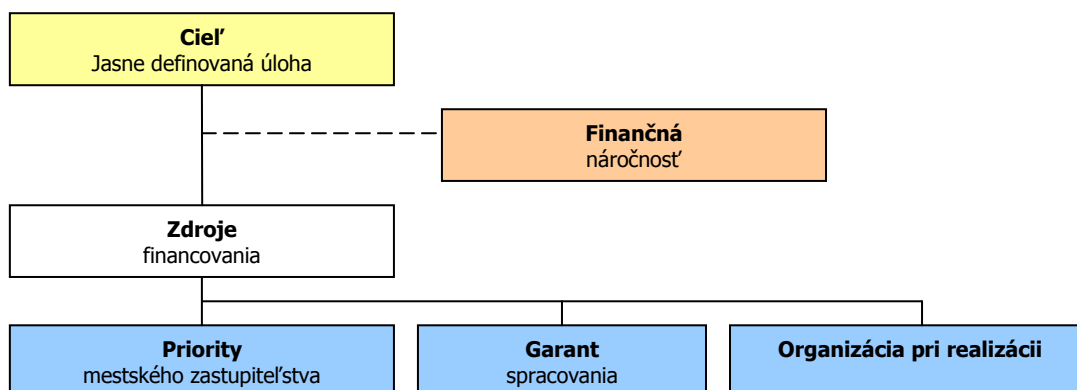 Cieľ
Jasne definovaná úloha
Finančná
náročnosť
Zdroje
financovania
Priority
mestského zastupiteľstva
Garant
spracovania
Organizácia pri realizácii